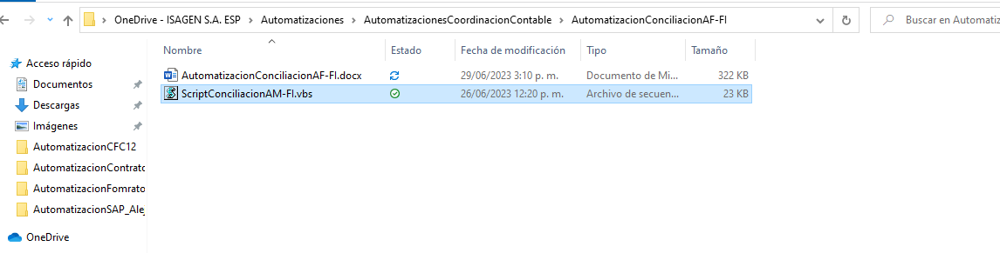 OneDrive - ISAGEN S.A. ESP > Automatizaciones > AutomatizacionesCoordinacionContable > AutomatizacionConciliacionAF-FI
Buscar en Automatiz
Nombre Estado Fecha de modificación Tipo Tamaño
Acceso rápido
Documentos
Descargas
Imágenes
AutomatizacionCFC12
AutomatizacionContrato
AutomatizacionFomrato
AutomatizacionSAP_Ale
OneDrive
AutomatizacionConciliacionAF-FI.docx 29/06/2023 3:10 p. m. Documento de Mi... 322 KB
ScriptConciliacionAM-FI.vbs 26/06/2023 12:20 p. m. Archivo de secuen... 23 KB